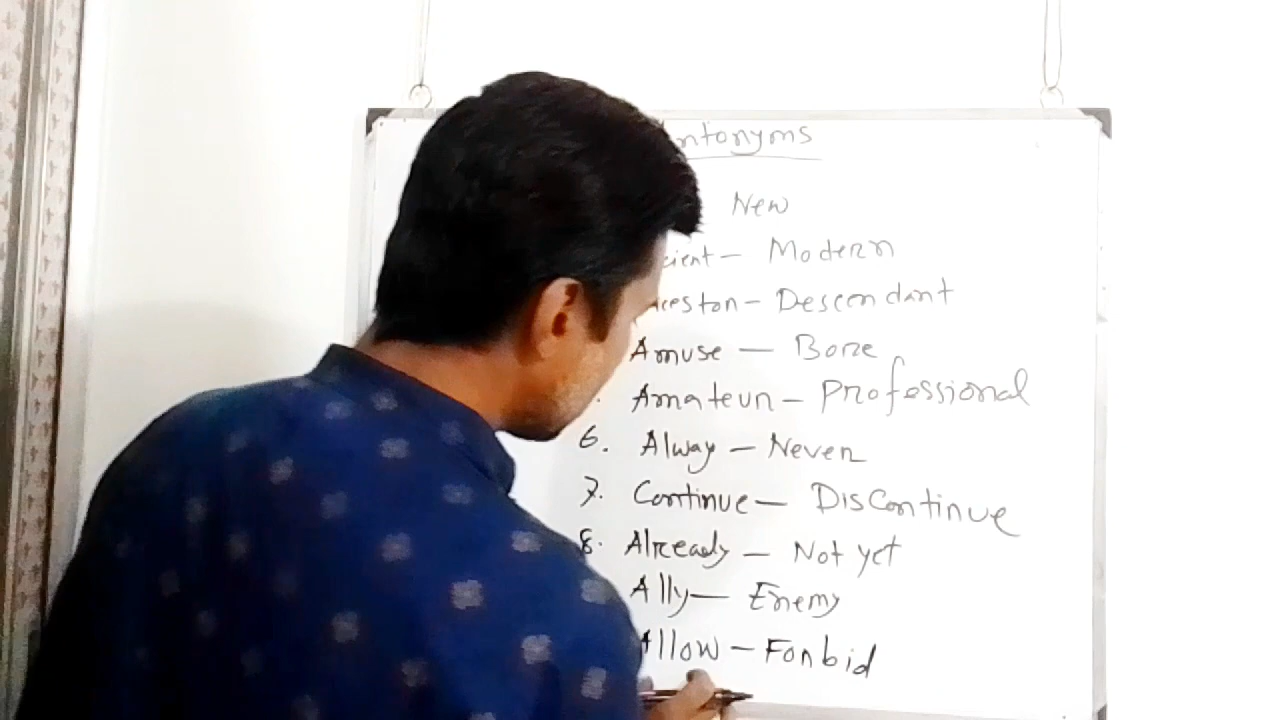 ntonyms
New
cient – Modern
ceston – Descendant
Amuse – Bore
Amateur – Professional
6. Alway – Never
7. Continue – Discontinue
8. Already – Not yet
Ally – Enemy
Allow – Forbid